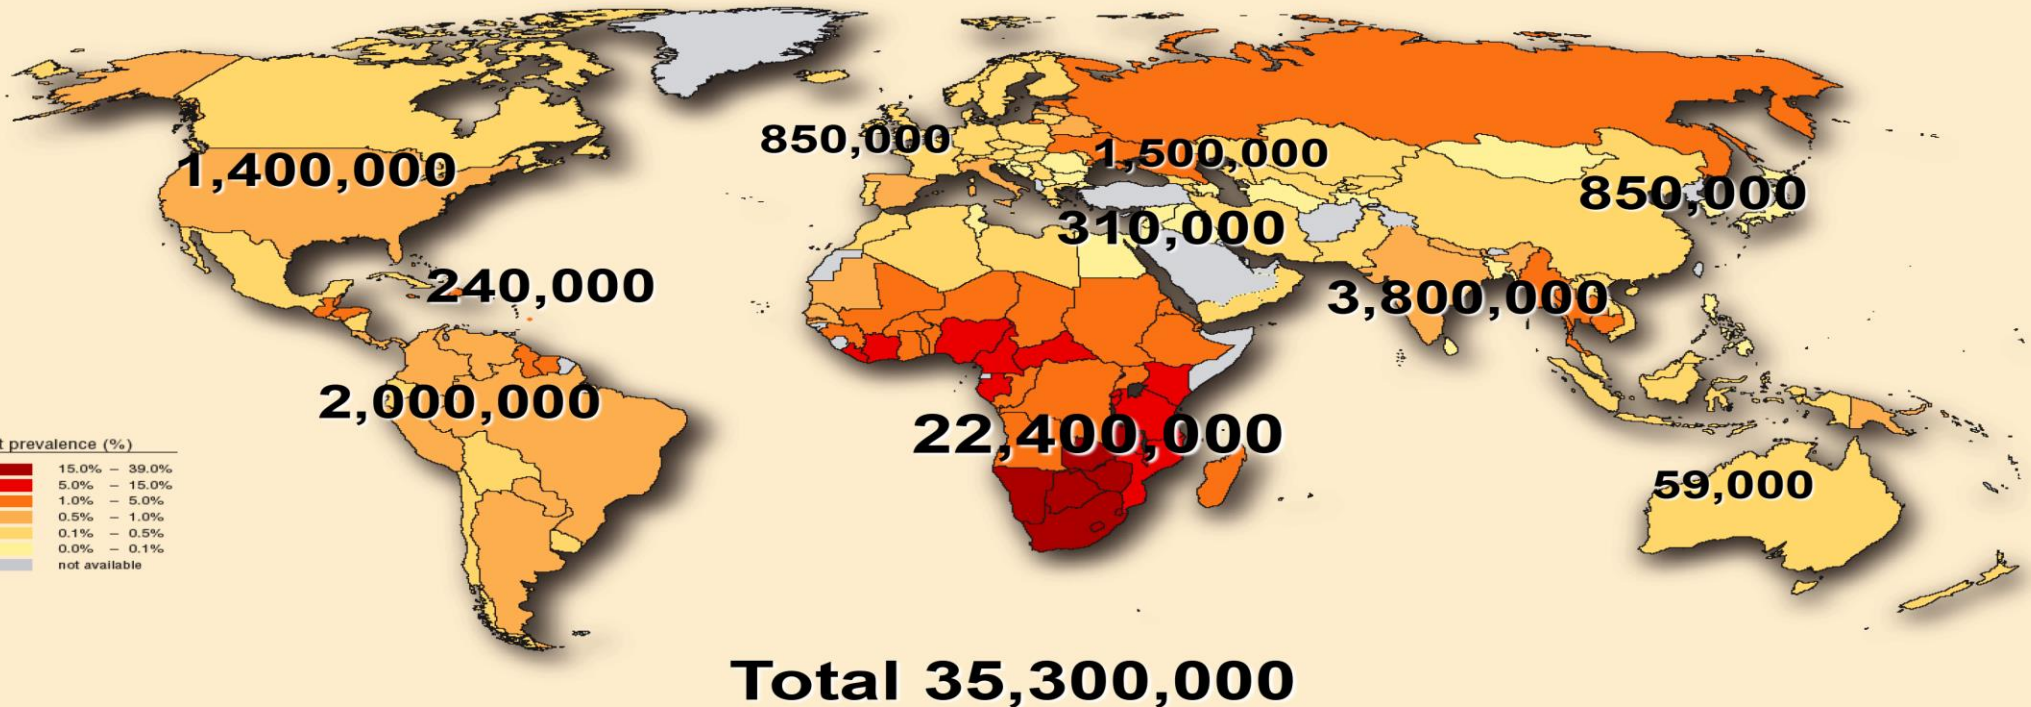 850,000
1,500,000
1,400,000
850,000
310,000
240,000
3,800,000
2,000,000
22,400,000
t prevalence (%)
15.0% – 39.0%
5.0% – 15.0%
1.0% – 5.0%
0.5% – 1.0%
0.1% – 0.5%
0.0% – 0.1%
not available
59,000
Total 35,300,000